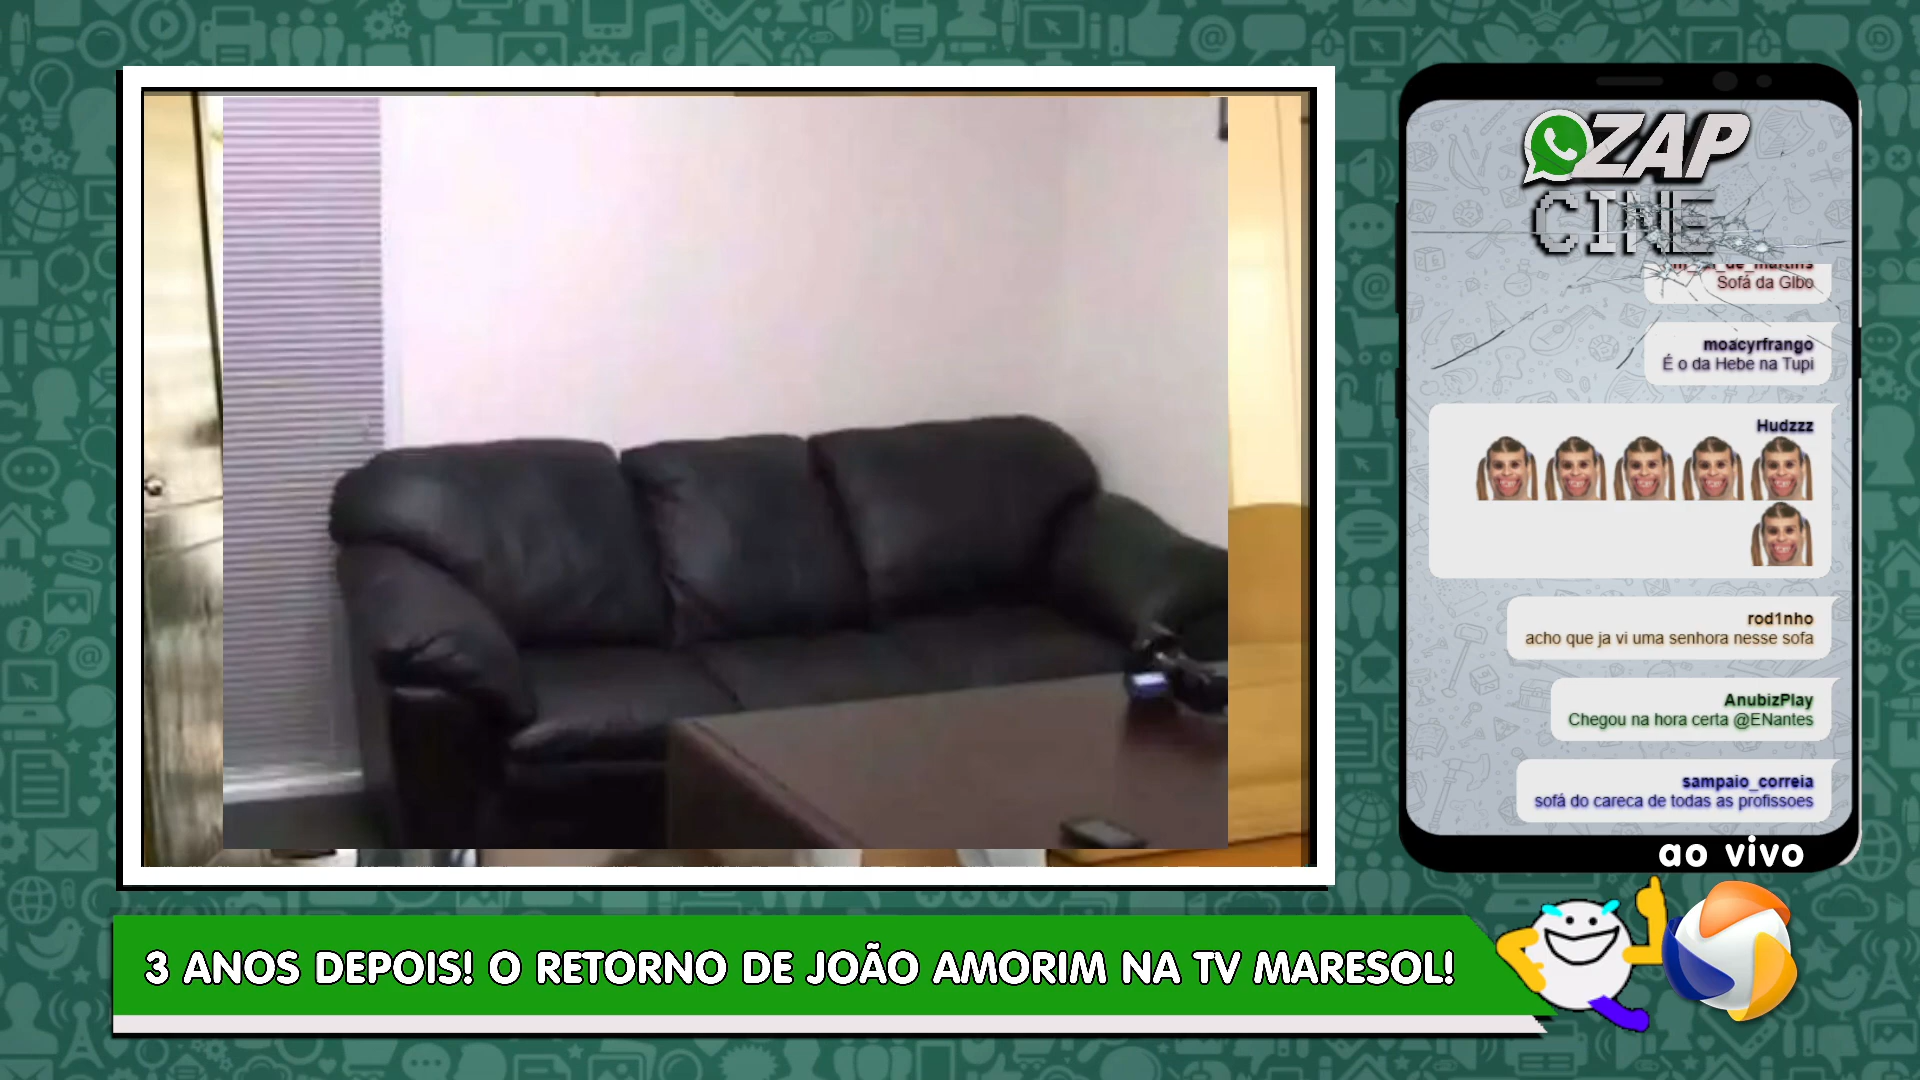 ZAP
CINE
Sofá da Glbo
moacyrfrango
É o da Hebe na Tupi
Hudzzz
rod1nho
acho que ja vi uma senhora nesse sofa
AnubizPlay
Chegou na hora certa @ENantes
sampaio_correia
sofá do careca de todas as profissoes
ao vivo
3 ANOS DEPOIS! O RETORNO DE JOÃO AMORIM NA TV MARESOL!